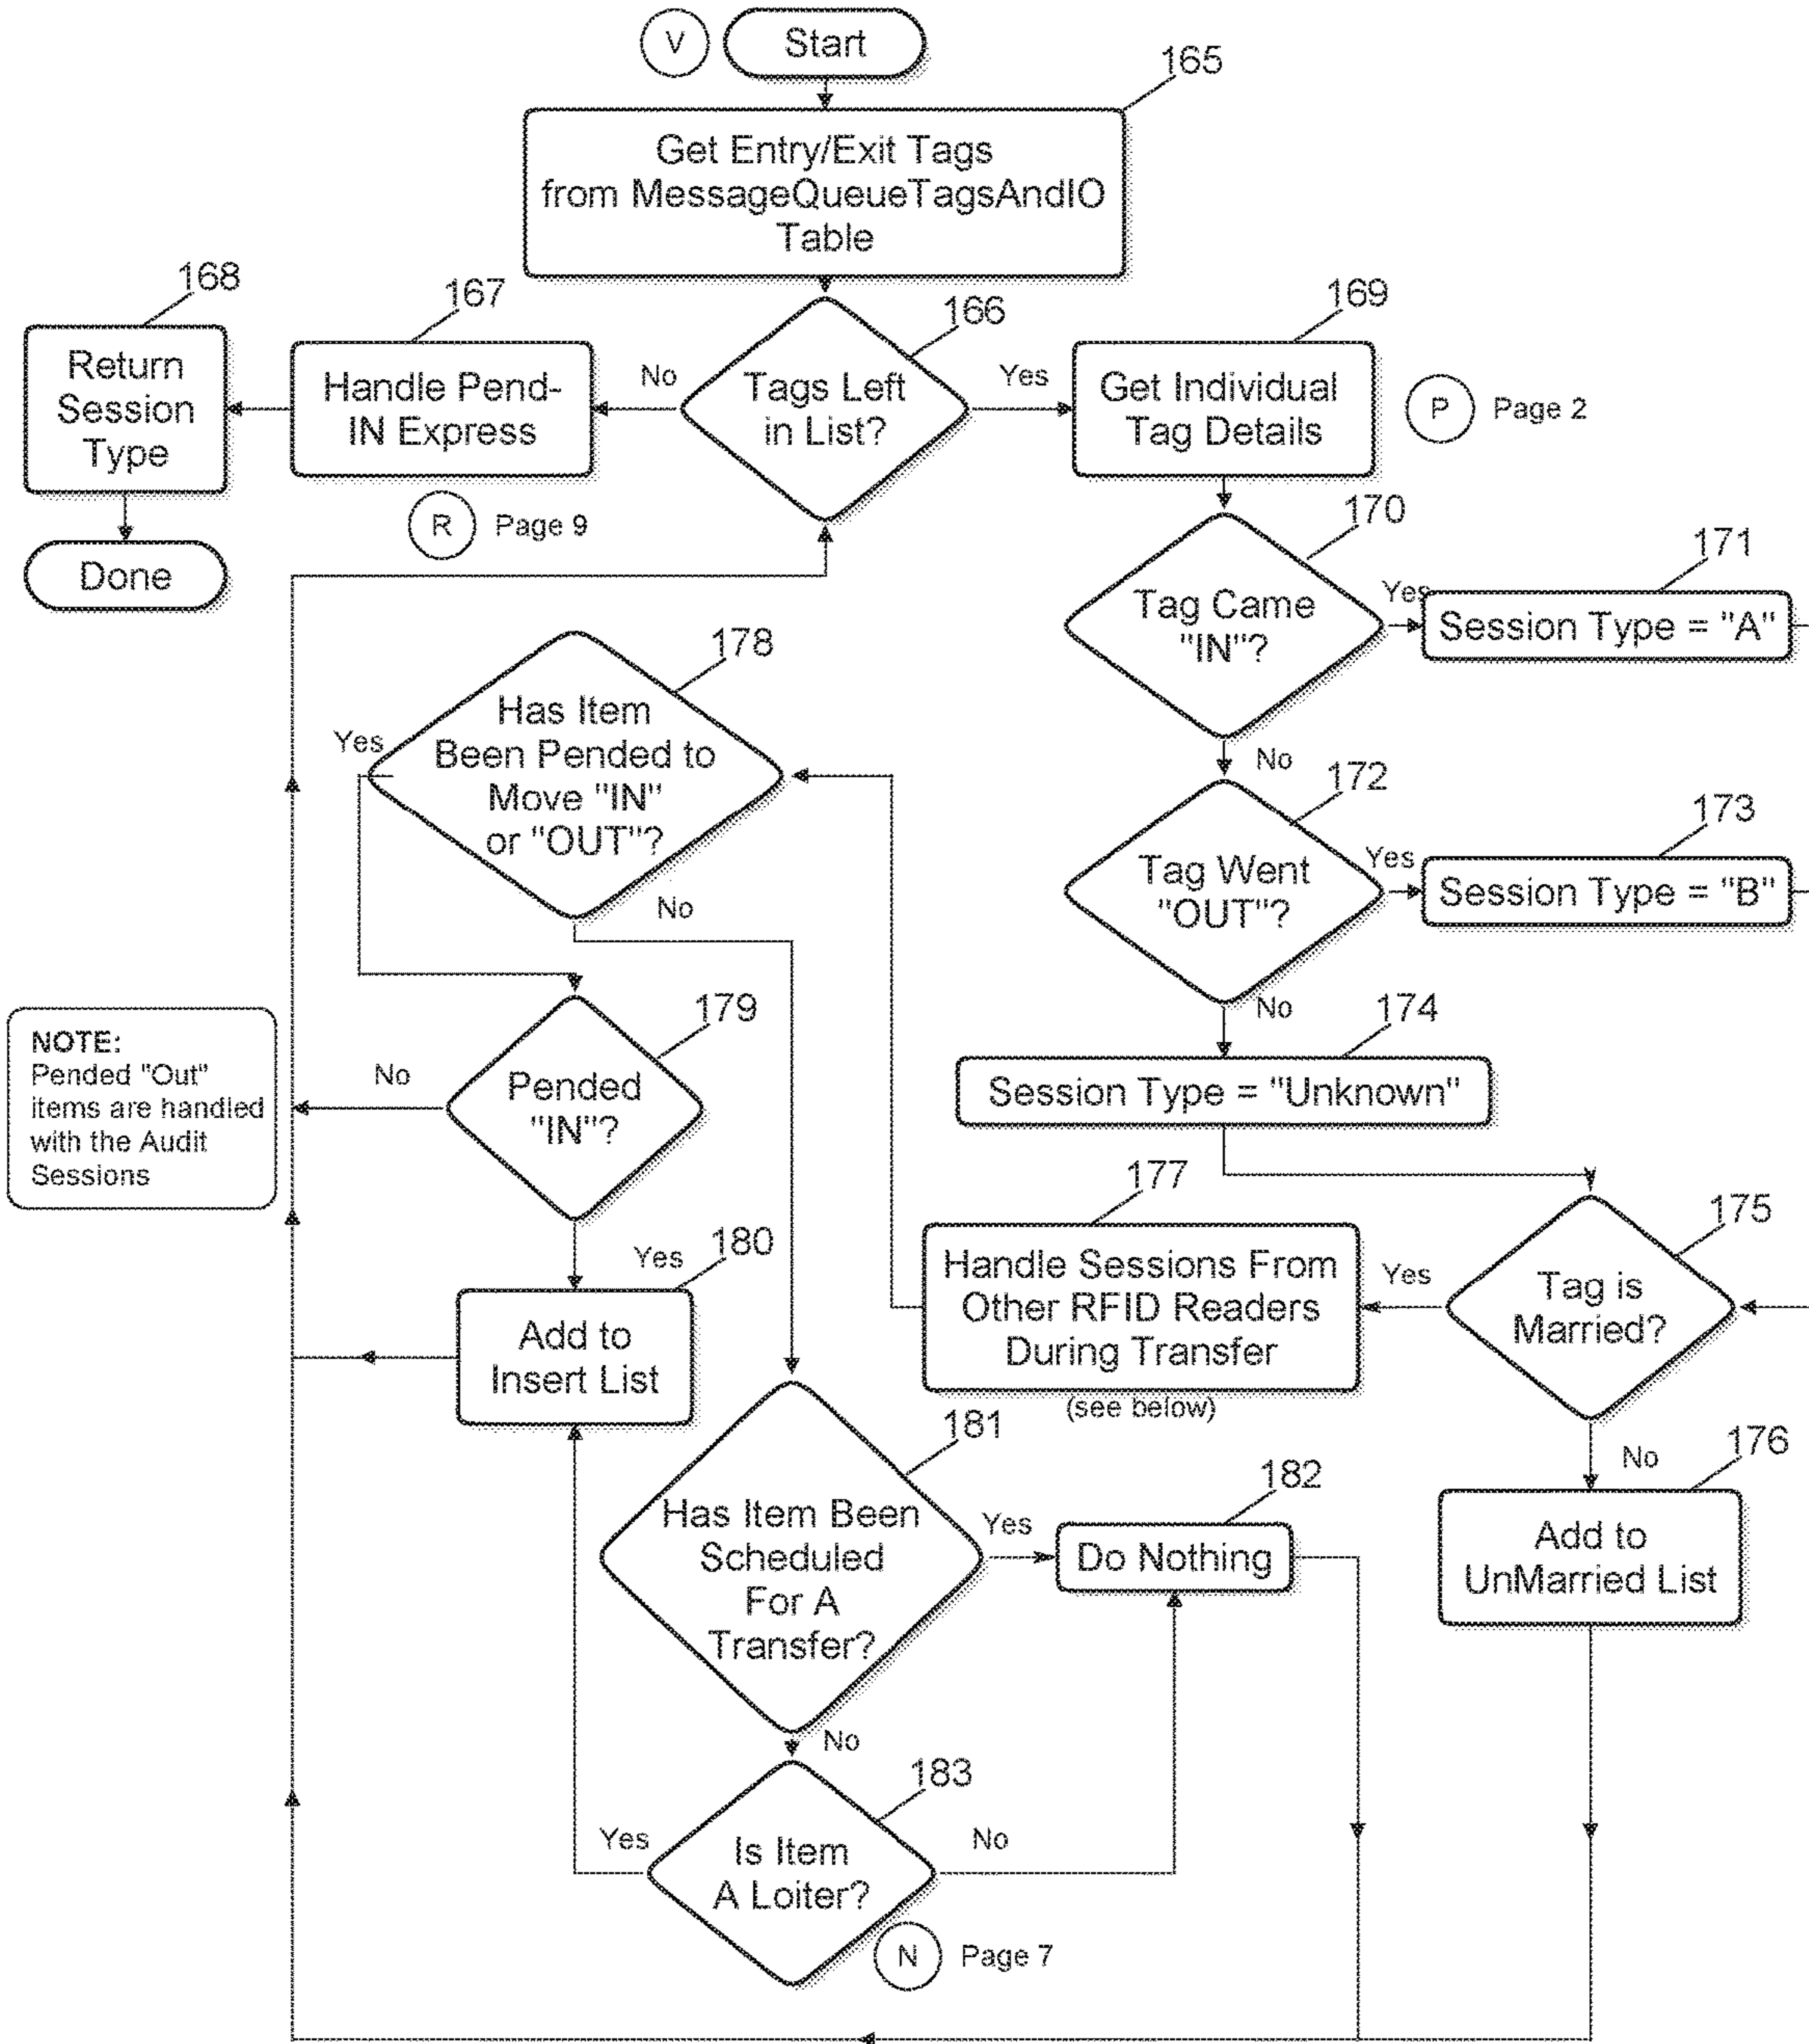 V
Start
165
Get Entry/Exit Tags
from MessageQueueTagsAndIO
Table
168
Return
Session
Type
167
Handle Pend-
IN Express
No
166
Tags Left
in List?
Yes
169
Get Individual
Tag Details
P
Page 2
R
Page 9
Done
170
Tag Came
"IN"?
Yes
171
Session Type = "A"
No
178
Has Item
Been Pended to
Move "IN"
or "OUT"?
Yes
No
172
Tag Went
"OUT"?
Yes
173
Session Type = "B"
No
NOTE:
Pended "Out"
items are handled
with the Audit
Sessions
No
179
Pended
"IN"?
Yes
174
Session Type = "Unknown"
177
Handle Sessions From
Other RFID Readers
During Transfer
(see below)
Yes
175
Tag is
Married?
No
180
Add to
Insert List
181
Has Item Been
Scheduled
For A
Transfer?
Yes
182
Do Nothing
176
Add to
UnMarried List
No
183
Is Item
A Loiter?
Yes
No
N
Page 7